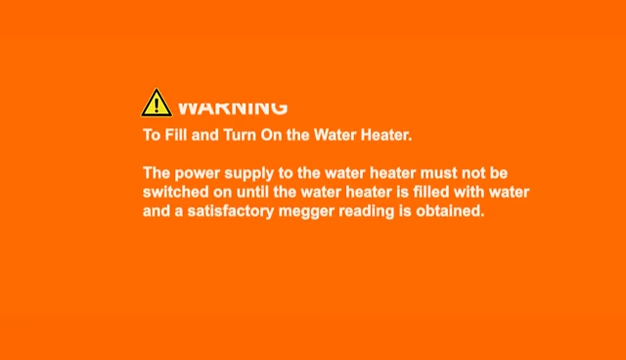 WARNING
To Fill and Turn On the Water Heater.
The power supply to the water heater must not be
switched on until the water heater is filled with water
and a satisfactory megger reading is obtained.